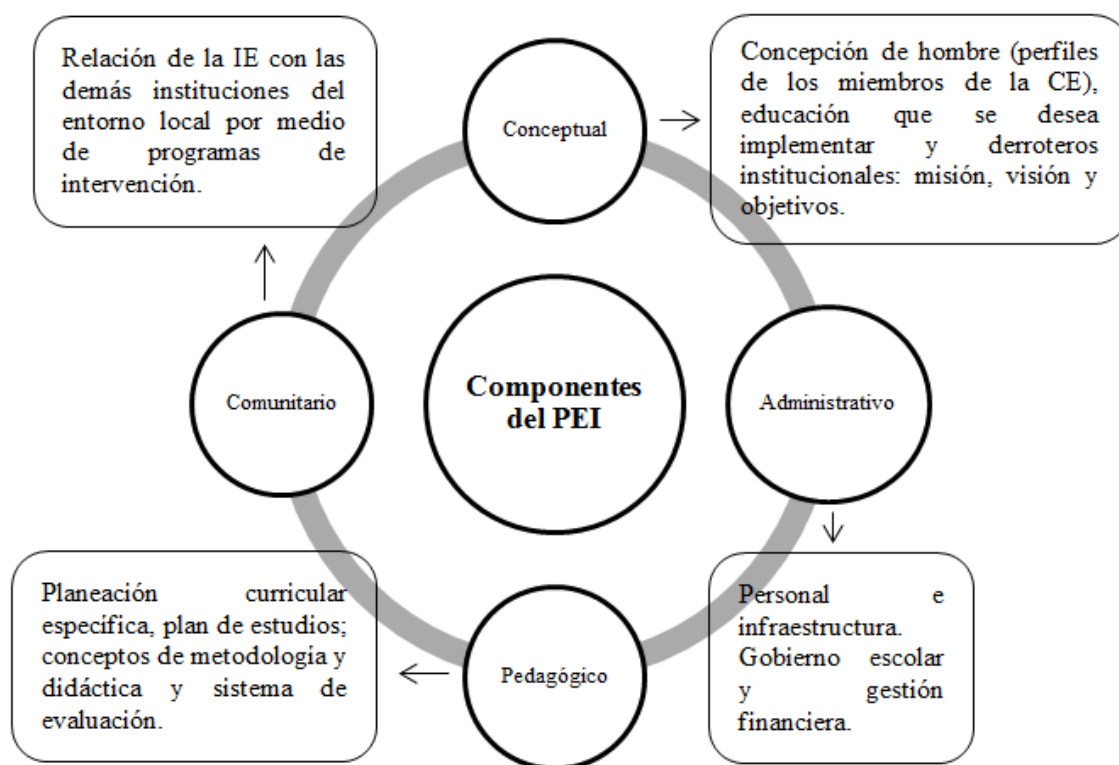 Relación de la IE con las
demás instituciones del
entorno local por medio
de programas de
intervención.
Conceptual
Concepción de hombre (perfiles
de los miembros de la CE),
educación que se desea
implementar y derroteros
institucionales: misión, visión y
objetivos.
Comunitario
Componentes
del PEI
Administrativo
Planeación curricular
específica, plan de estudios;
conceptos de metodología y
didáctica y sistema de
evaluación.
Pedagógico
Personal e
infraestructura.
Gobierno escolar
y gestión
financiera.